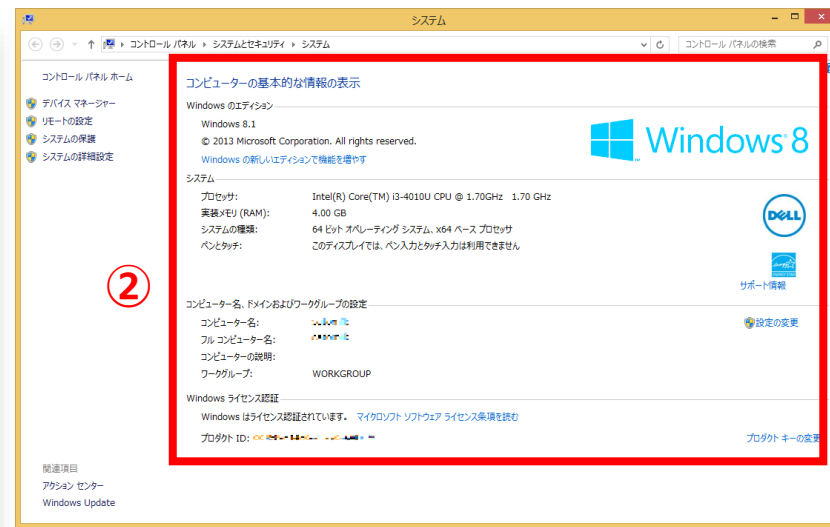 システム
コントロール パネル システムとセキュリティ システム
コントロール パネルの検索
コントロール パネル ホーム
デバイス マネージャー
リモートの設定
システムの保護
システムの詳細設定
コンピューターの基本的な情報の表示
Windows のエディション
Windows 8.1
© 2013 Microsoft Corporation. All rights reserved.
Windows の新しいエディションで機能を増やす
Windows 8
システム
プロセッサ: Intel(R) Core(TM) i3-4010U CPU @ 1.70GHz 1.70 GHz
実装メモリ (RAM): 4.00 GB
システムの種類: 64 ビット オペレーティング システム、x64 ベース プロセッサ
ペンとタッチ: このディスプレイでは、ペン入力とタッチ入力は利用できません
DELL
サポート情報
②
コンピューター名、ドメインおよびワークグループの設定
コンピューター名:
設定の変更
フル コンピューター名:
コンピューターの説明:
ワークグループ: WORKGROUP
Windows ライセンス認証
Windows はライセンス認証されています。 マイクロソフト ソフトウェア ライセンス条項を読む
プロダクト ID:
プロダクト キーの変更
関連項目
アクション センター
Windows Update